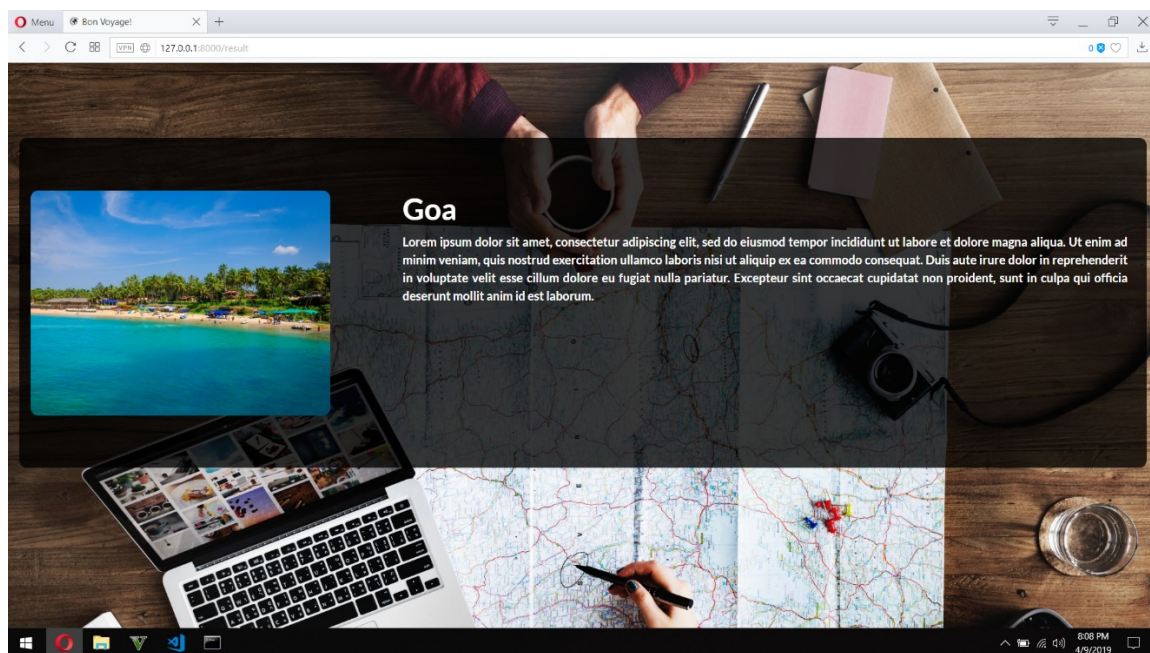 Menu
Bon Voyage!
VPN
127.0.0.1:8000/result
0
Goa
Lorem ipsum dolor sit amet, consectetur adipiscing elit, sed do eiusmod tempor incididunt ut labore et dolore magna aliqua. Ut enim ad
minim veniam, quis nostrud exercitation ullamco laboris nisi ut aliquip ex ea commodo consequat. Duis aute irure dolor in reprehenderit
in voluptate velit esse cillum dolore eu fugiat nulla pariatur. Excepteur sint occaecat cupidatat non proident, sunt in culpa qui officia
deserunt mollit anim id est laborum.
8:08 PM
4/9/2019